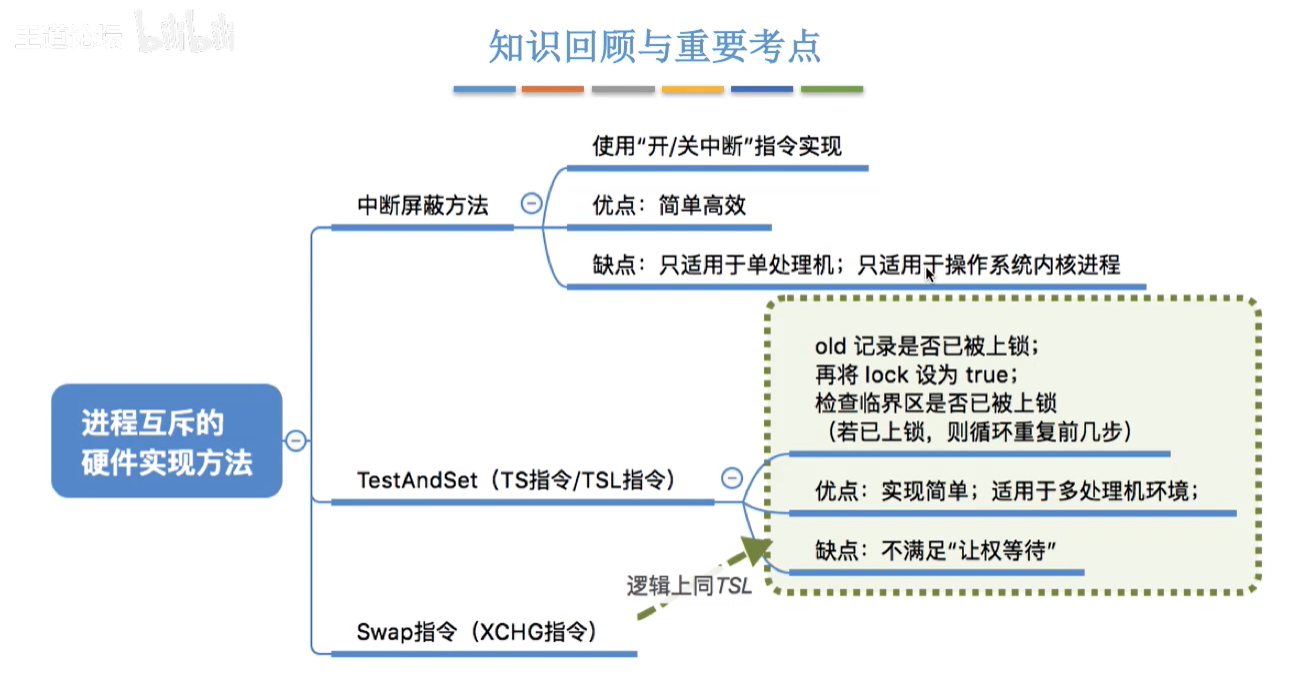 王道论坛 bilibili
知识回顾与重要考点
使用“开/关中断”指令实现
中断屏蔽方法
优点：简单高效
缺点：只适用于单处理机；只适用于操作系统内核进程
old 记录是否已被上锁；
再将 lock 设为 true；
检查临界区是否已被上锁
（若已上锁，则循环重复前几步）
进程互斥的
硬件实现方法
TestAndSet（TS指令/TSL指令）
优点：实现简单；适用于多处理机环境；
缺点：不满足“让权等待”
逻辑上同TSL
Swap指令（XCHG指令）